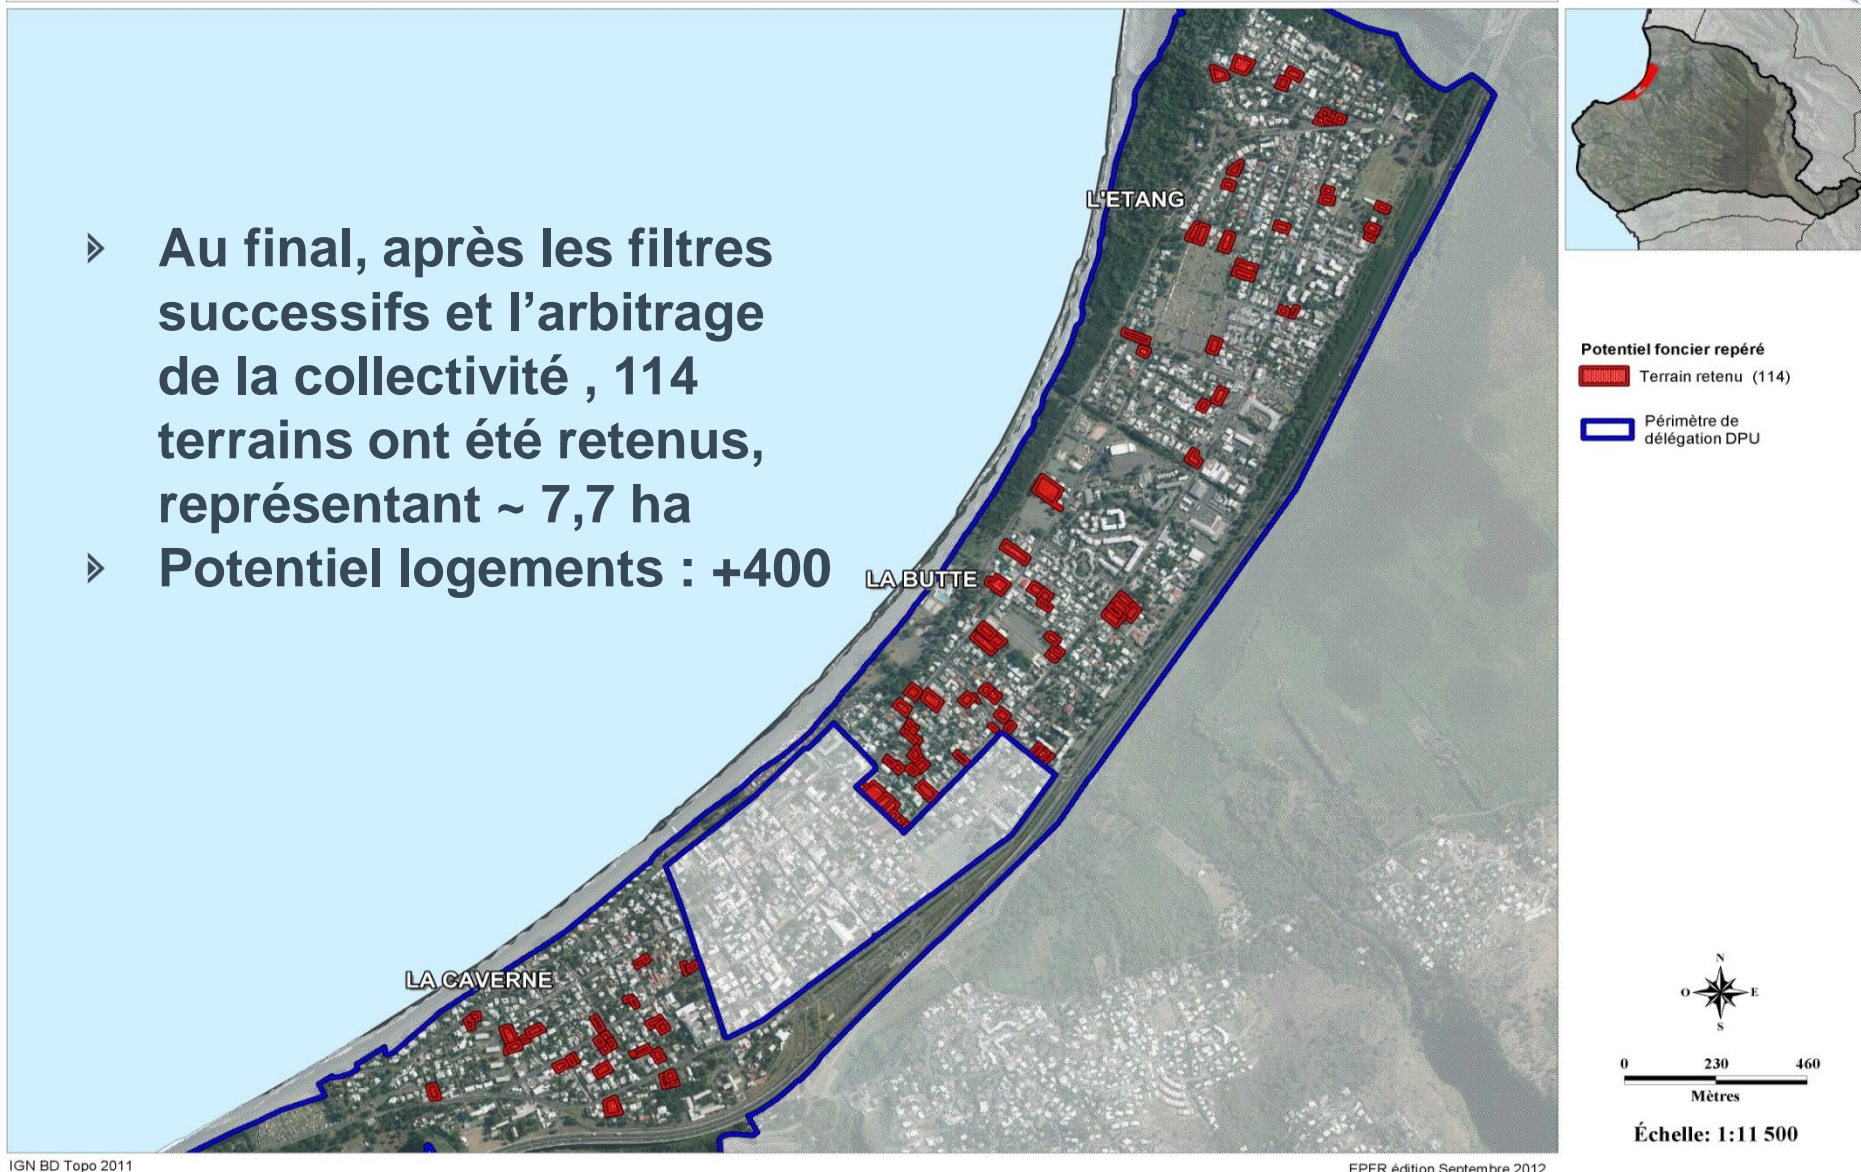 » Au final, après les filtres
successifs et l’arbitrage
de la collectivité , 114
terrains ont été retenus,
représentant ~ 7,7 ha
» Potentiel logements : +400
L'ETANG
LA BUTTE
LA CAVERNE
Potentiel foncier repéré
Terrain retenu (114)
Périmètre de
délégation DPU
N
O E
S
0 230 460
Mètres
Échelle: 1:11 500
IGN BD Topo 2011
EPFR édition Septembre 2012